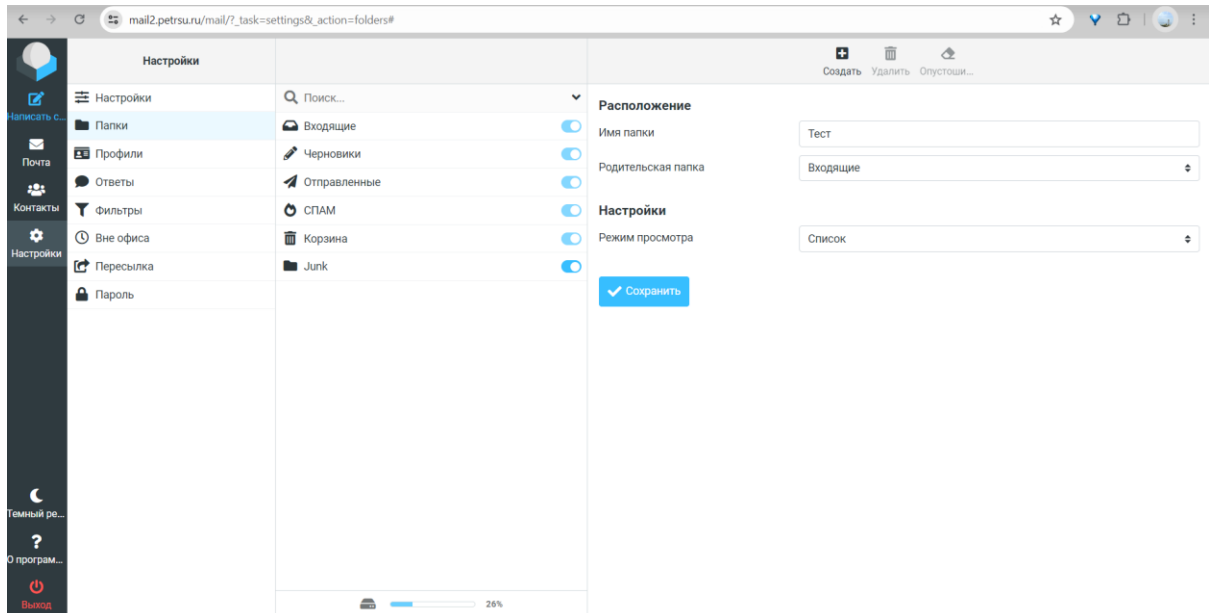 mail2.petrsu.ru/mail/?_task=settings&_action=folders#
Написать с...
Почта
Контакты
Настройки
Темный ре...
О програм...
Выход
Настройки
Настройки
Папки
Профили
Ответы
Фильтры
Вне офиса
Пересылка
Пароль
Поиск...
Входящие
Черновики
Отправленные
СПАМ
Корзина
Junk
26%
Создать
Удалить
Опустоши...
Расположение
Имя папки
Тест
Родительская папка
Входящие
Настройки
Режим просмотра
Список
Сохранить